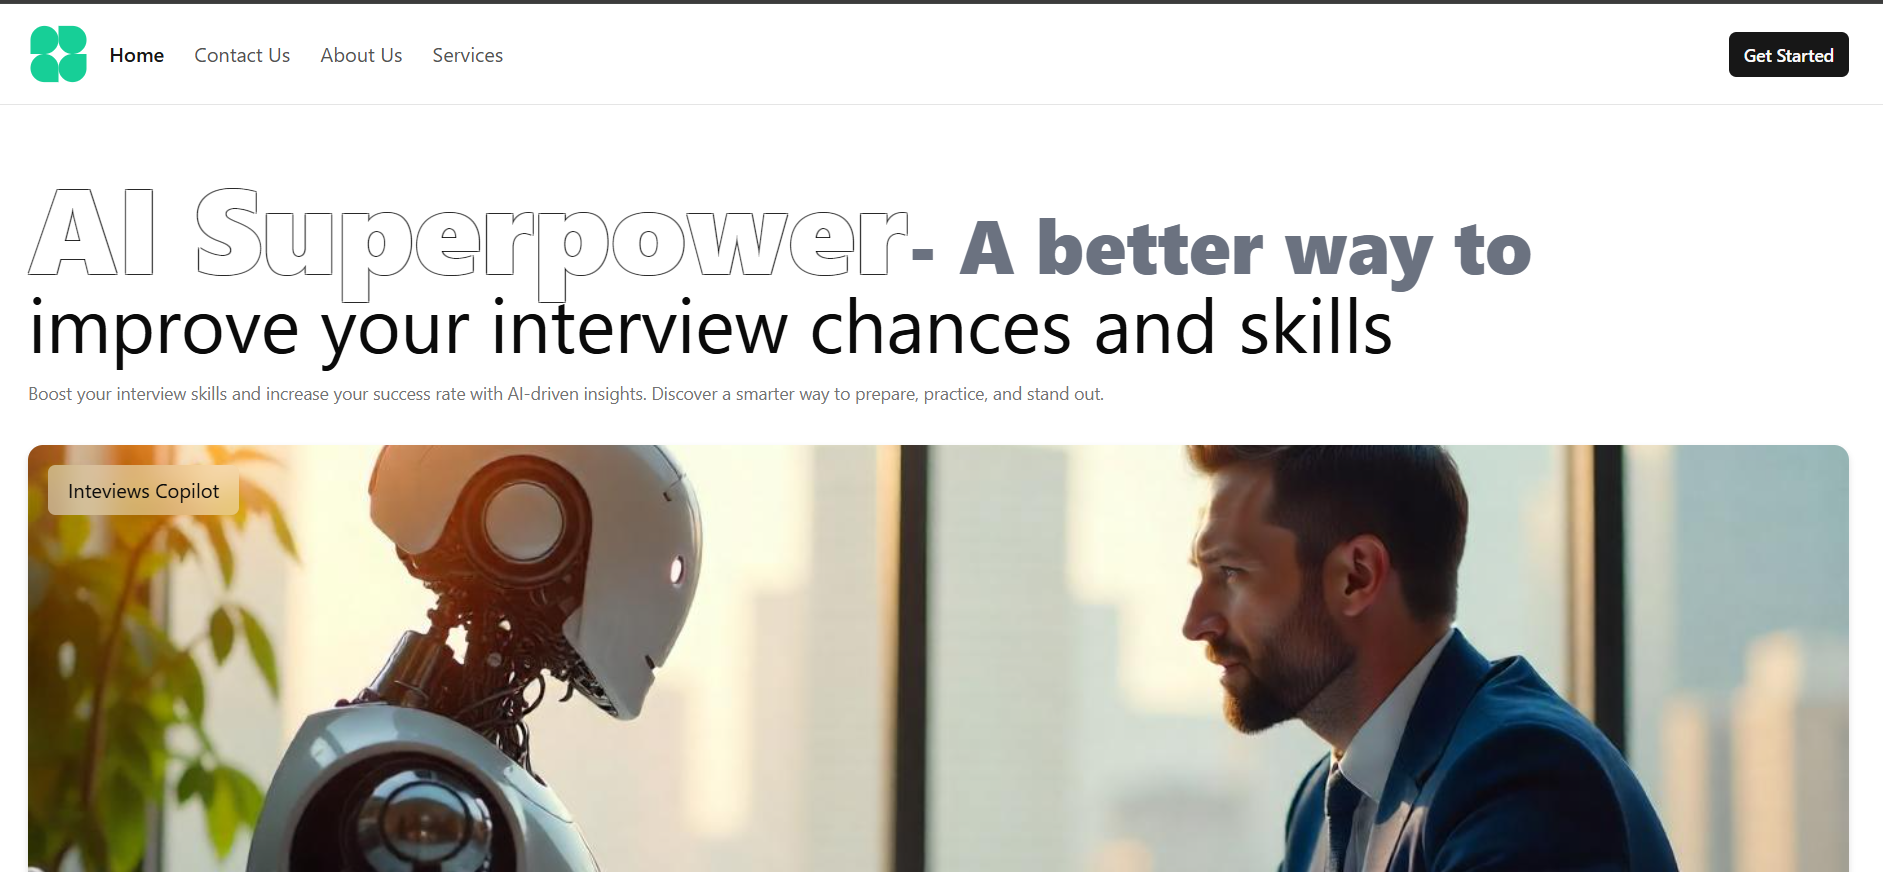 Home Contact Us About Us Services Get Started
AI Superpower - A better way to
improve your interview chances and skills
Boost your interview skills and increase your success rate with AI-driven insights. Discover a smarter way to prepare, practice, and stand out.
Inteviews Copilot